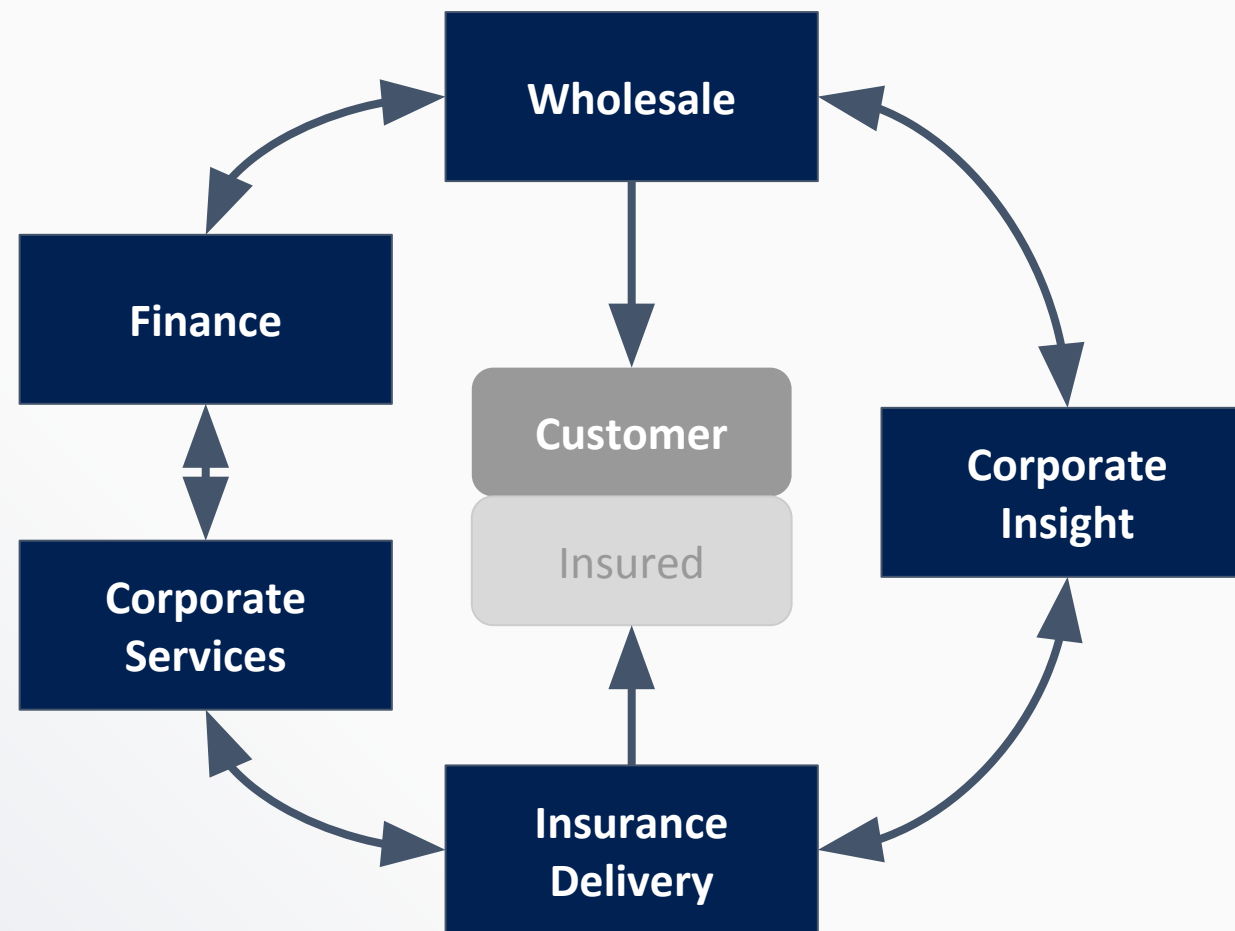 Wholesale
Finance
Customer
Corporate
Insight
Insured
Corporate
Services
Insurance
Delivery